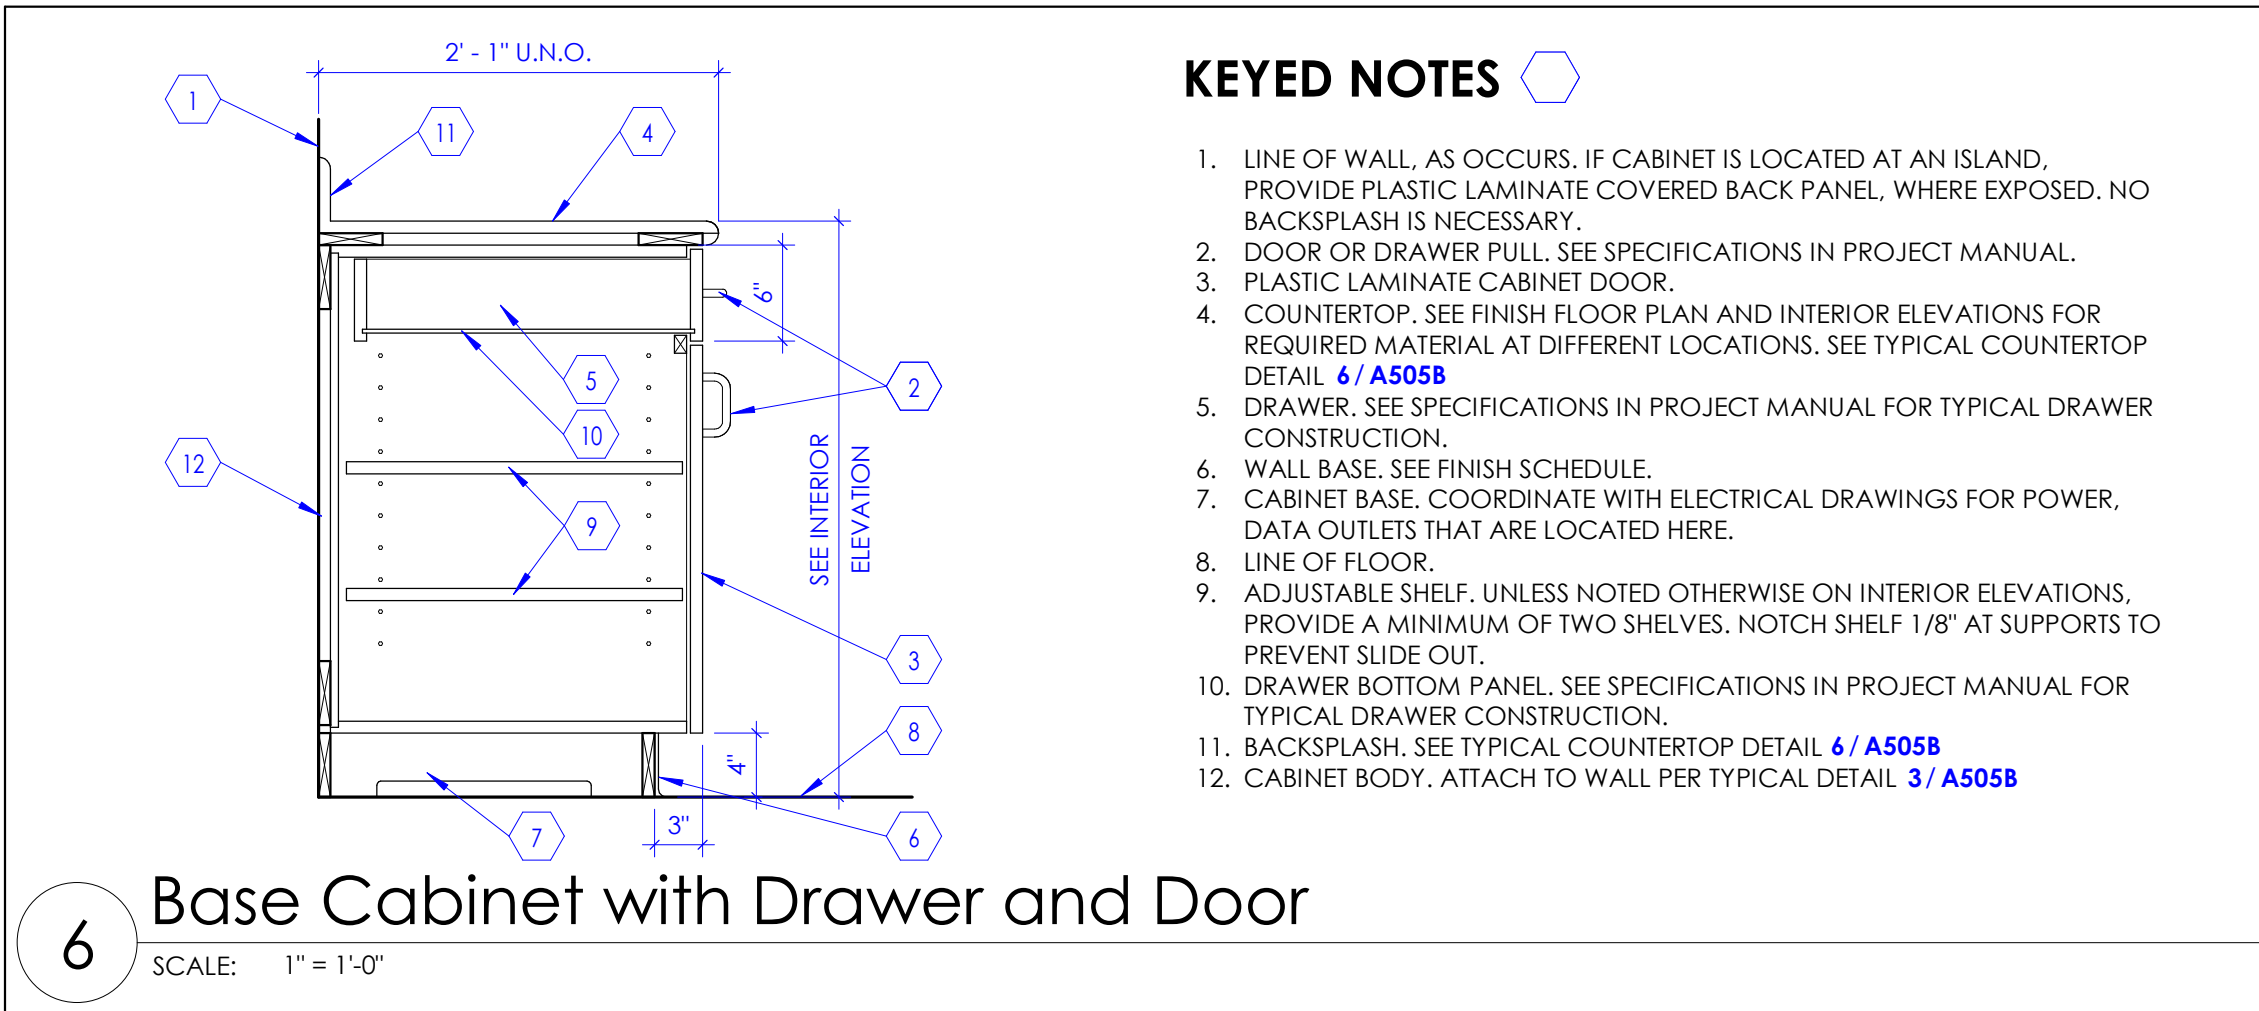 2' - 1" U.N.O.
1
11
4
6"
5
2
10
SEE INTERIOR
ELEVATION
12
9
3
8
4"
3"
7
6
KEYED NOTES
1. LINE OF WALL, AS OCCURS. IF CABINET IS LOCATED AT AN ISLAND,
PROVIDE PLASTIC LAMINATE COVERED BACK PANEL, WHERE EXPOSED. NO
BACKSPLASH IS NECESSARY.
2. DOOR OR DRAWER PULL. SEE SPECIFICATIONS IN PROJECT MANUAL.
3. PLASTIC LAMINATE CABINET DOOR.
4. COUNTERTOP. SEE FINISH FLOOR PLAN AND INTERIOR ELEVATIONS FOR
REQUIRED MATERIAL AT DIFFERENT LOCATIONS. SEE TYPICAL COUNTERTOP
DETAIL 6 / A505B
5. DRAWER. SEE SPECIFICATIONS IN PROJECT MANUAL FOR TYPICAL DRAWER
CONSTRUCTION.
6. WALL BASE. SEE FINISH SCHEDULE.
7. CABINET BASE. COORDINATE WITH ELECTRICAL DRAWINGS FOR POWER,
DATA OUTLETS THAT ARE LOCATED HERE.
8. LINE OF FLOOR.
9. ADJUSTABLE SHELF. UNLESS NOTED OTHERWISE ON INTERIOR ELEVATIONS,
PROVIDE A MINIMUM OF TWO SHELVES. NOTCH SHELF 1/8" AT SUPPORTS TO
PREVENT SLIDE OUT.
10. DRAWER BOTTOM PANEL. SEE SPECIFICATIONS IN PROJECT MANUAL FOR
TYPICAL DRAWER CONSTRUCTION.
11. BACKSPLASH. SEE TYPICAL COUNTERTOP DETAIL 6 / A505B
12. CABINET BODY. ATTACH TO WALL PER TYPICAL DETAIL 3 / A505B
6
Base Cabinet with Drawer and Door
SCALE: 1" = 1'-0"